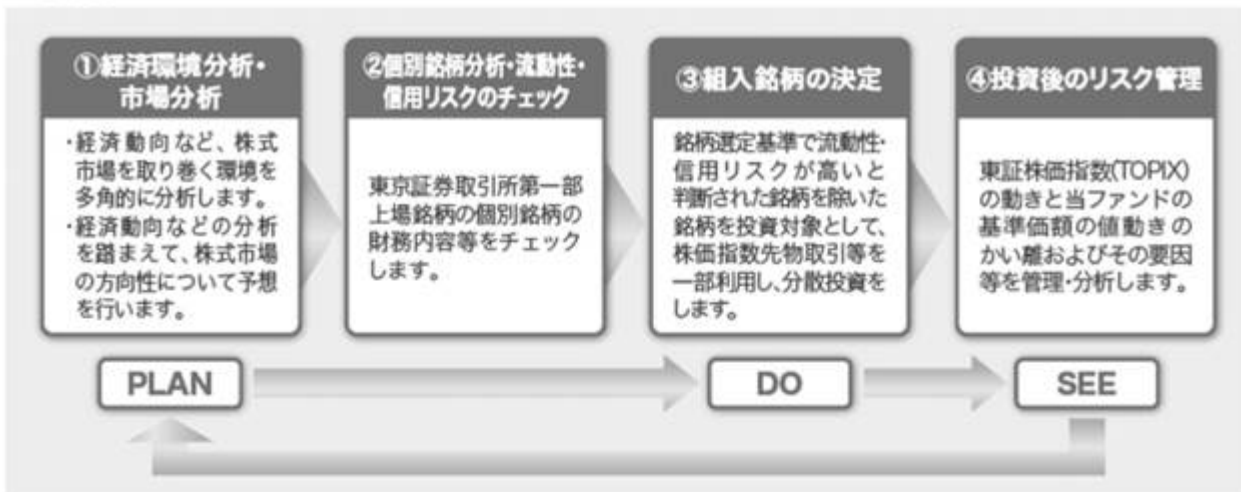 ①経済環境分析・
市場分析
・経済動向など、株式
市場を取り巻く環境を
多角的に分析します。
・経済動向などの分析
を踏まえて、株式市場
の方向性について予想
を行います。
②個別銘柄分析・流動性・
信用リスクのチェック
東京証券取引所第一部
上場銘柄の個別銘柄の
財務内容等をチェック
します。
③組入銘柄の決定
銘柄選定基準で流動性・
信用リスクが高いと
判断された銘柄を除いた
銘柄を投資対象として、
株価指数先物取引等を
一部利用し、分散投資を
します。
④投資後のリスク管理
東証株価指数(TOPIX)
の動きと当ファンドの
基準価額の値動きの
かい離およびその要因
等を管理・分析します。
PLAN
DO
SEE